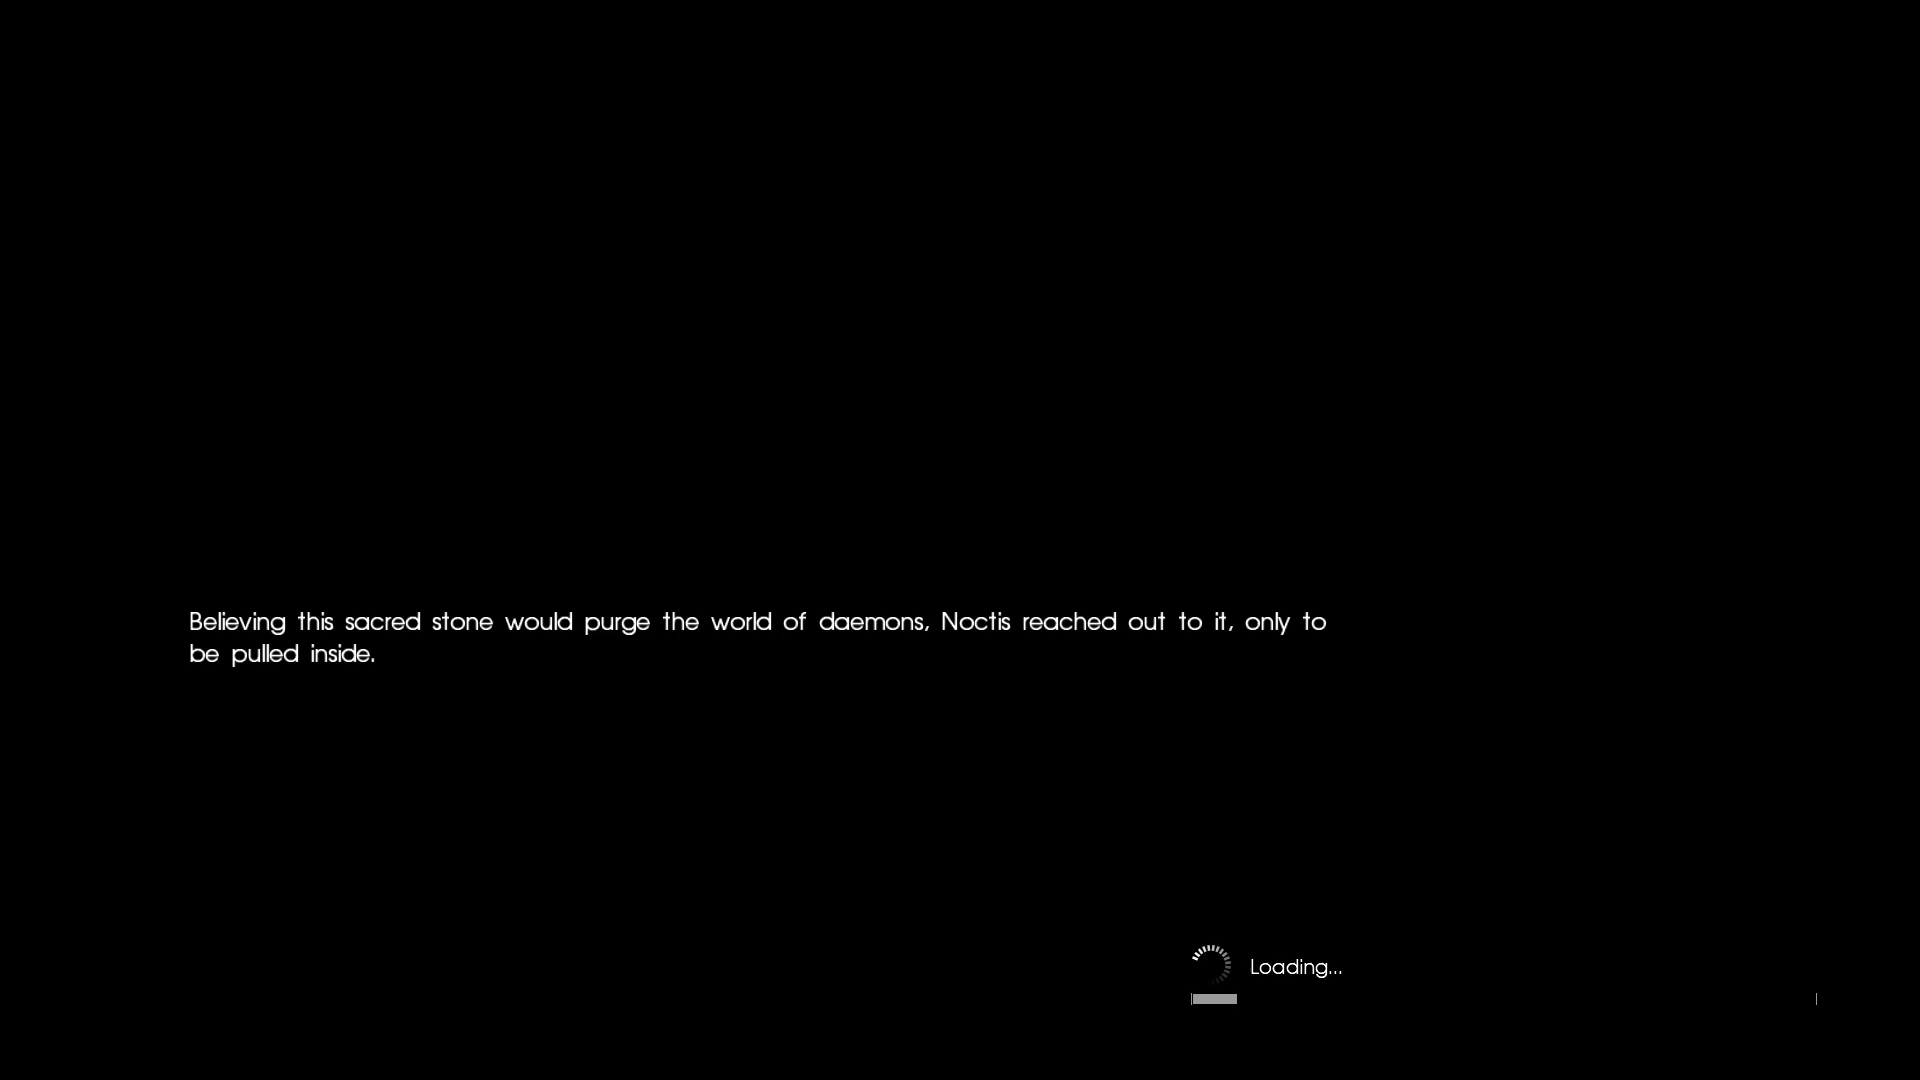 Believing this sacred stone would purge the world of daemons, Noctis reached out to it, only to
be pulled inside.
Loading...